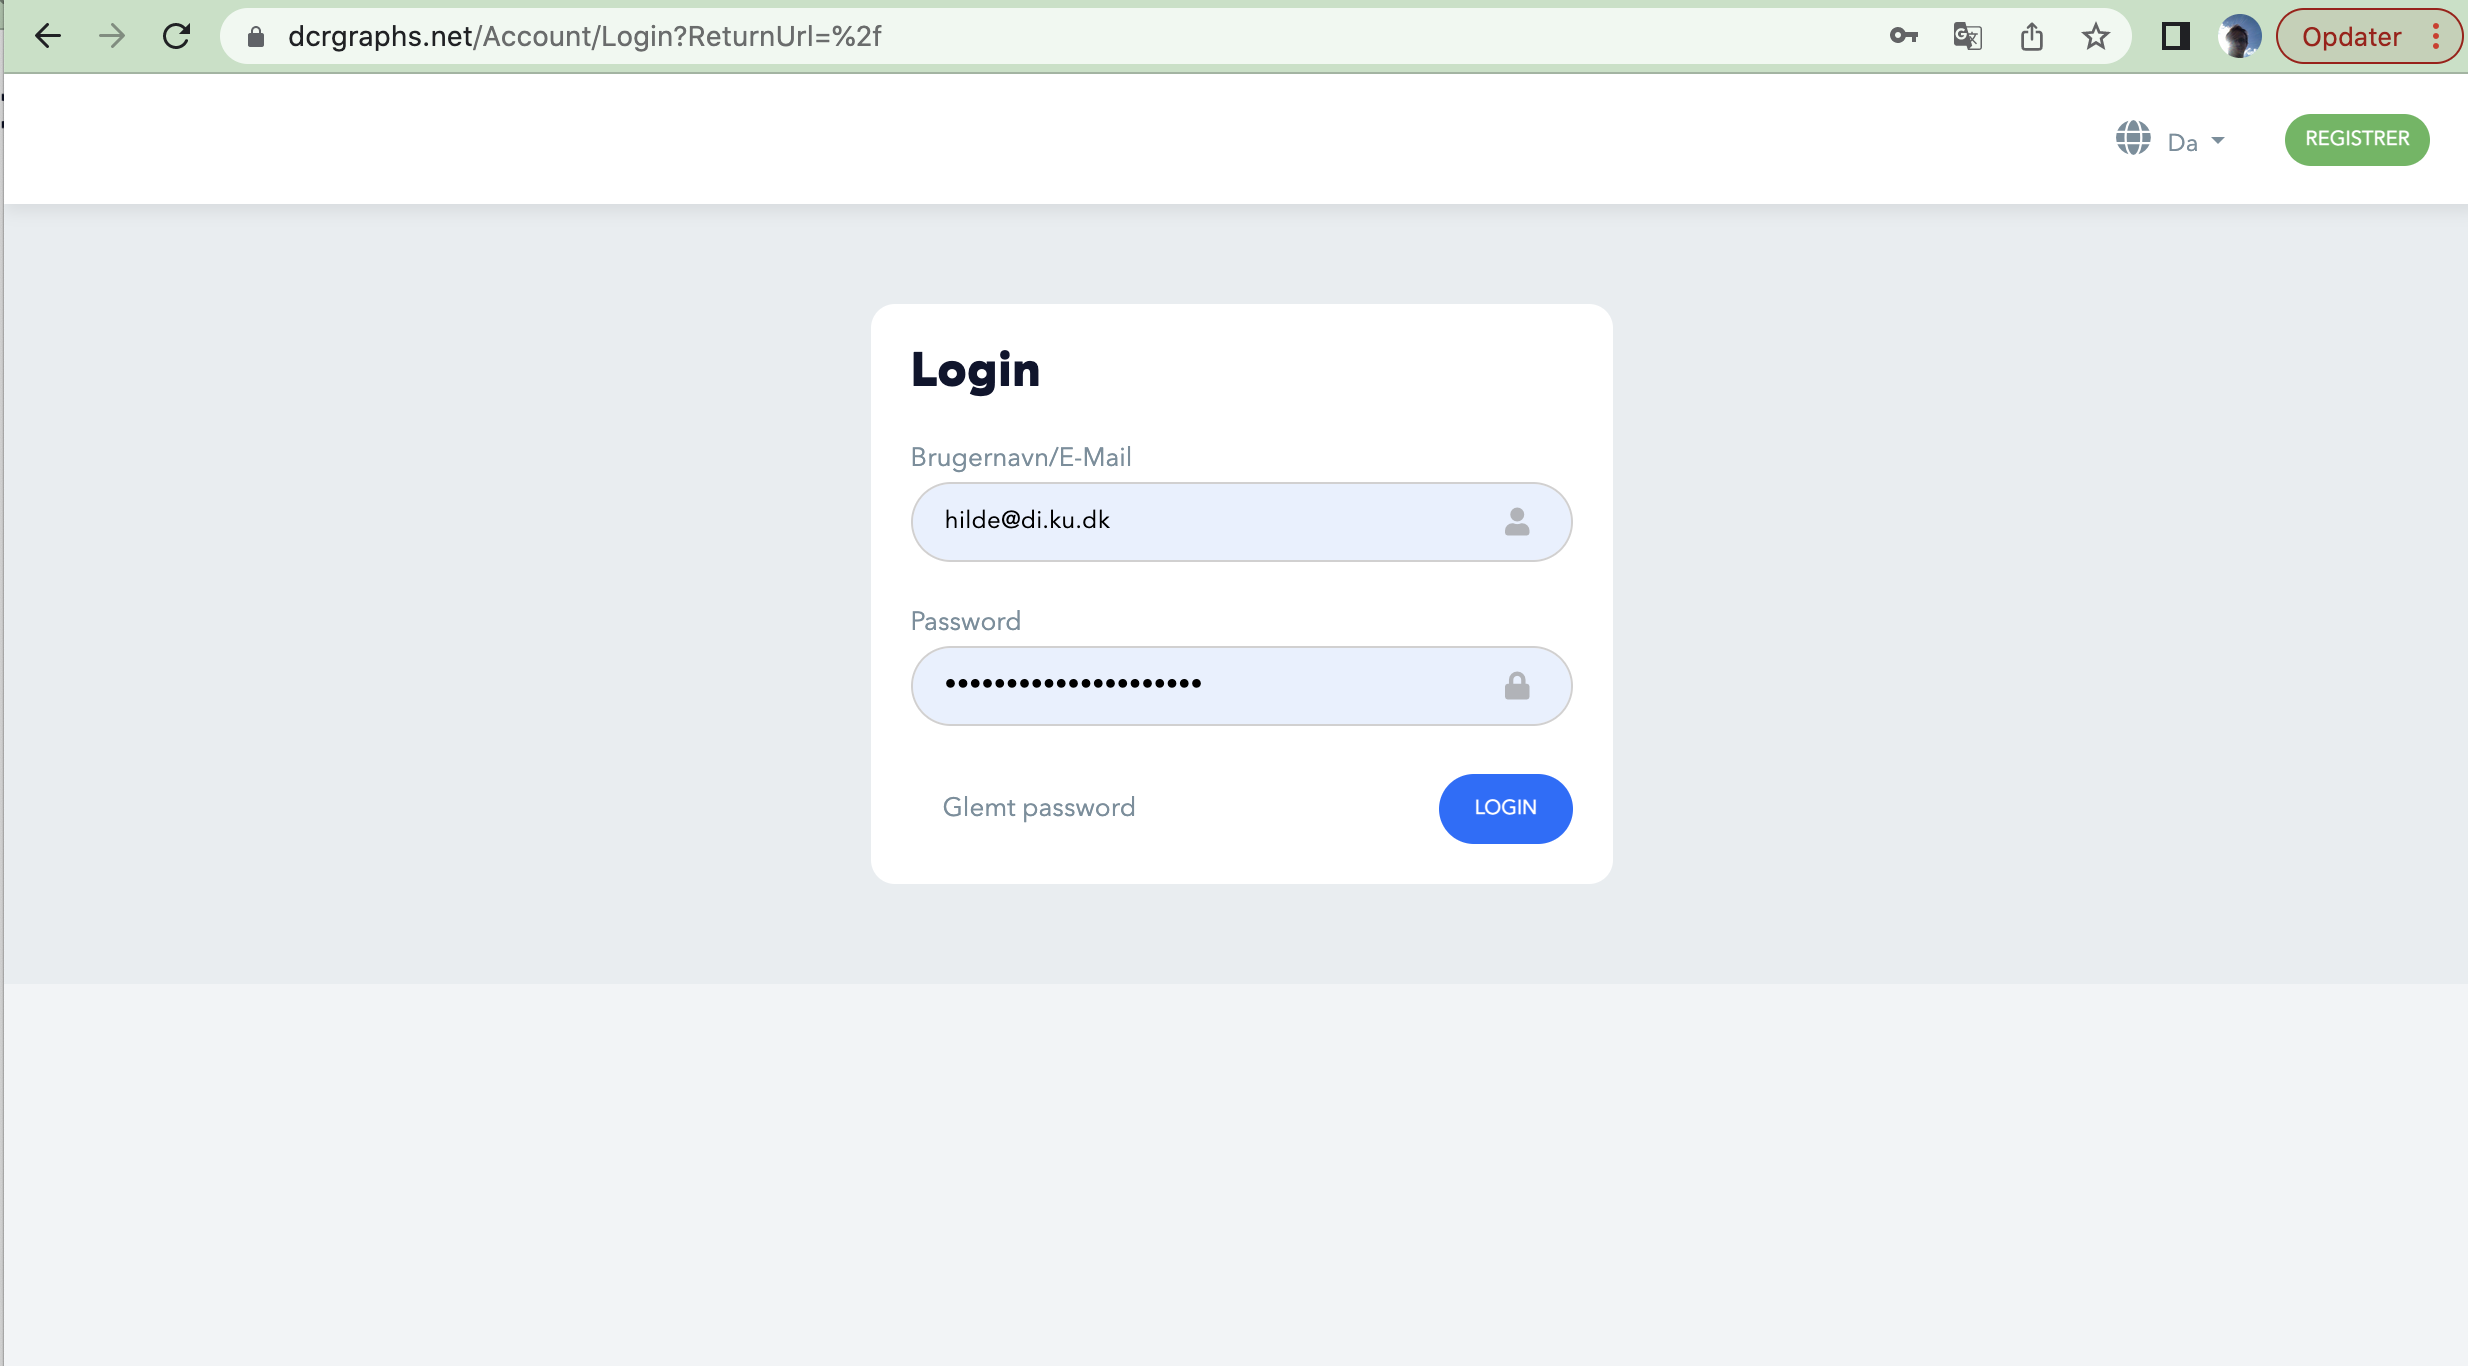 dcrgraphs.net/Account/Login?ReturnUrl=%2f
Opdater
Da
REGISTRER
Login
Brugernavn/E-Mail
hilde@di.ku.dk
Password
•••••••••••••••••••••
Glemt password
LOGIN